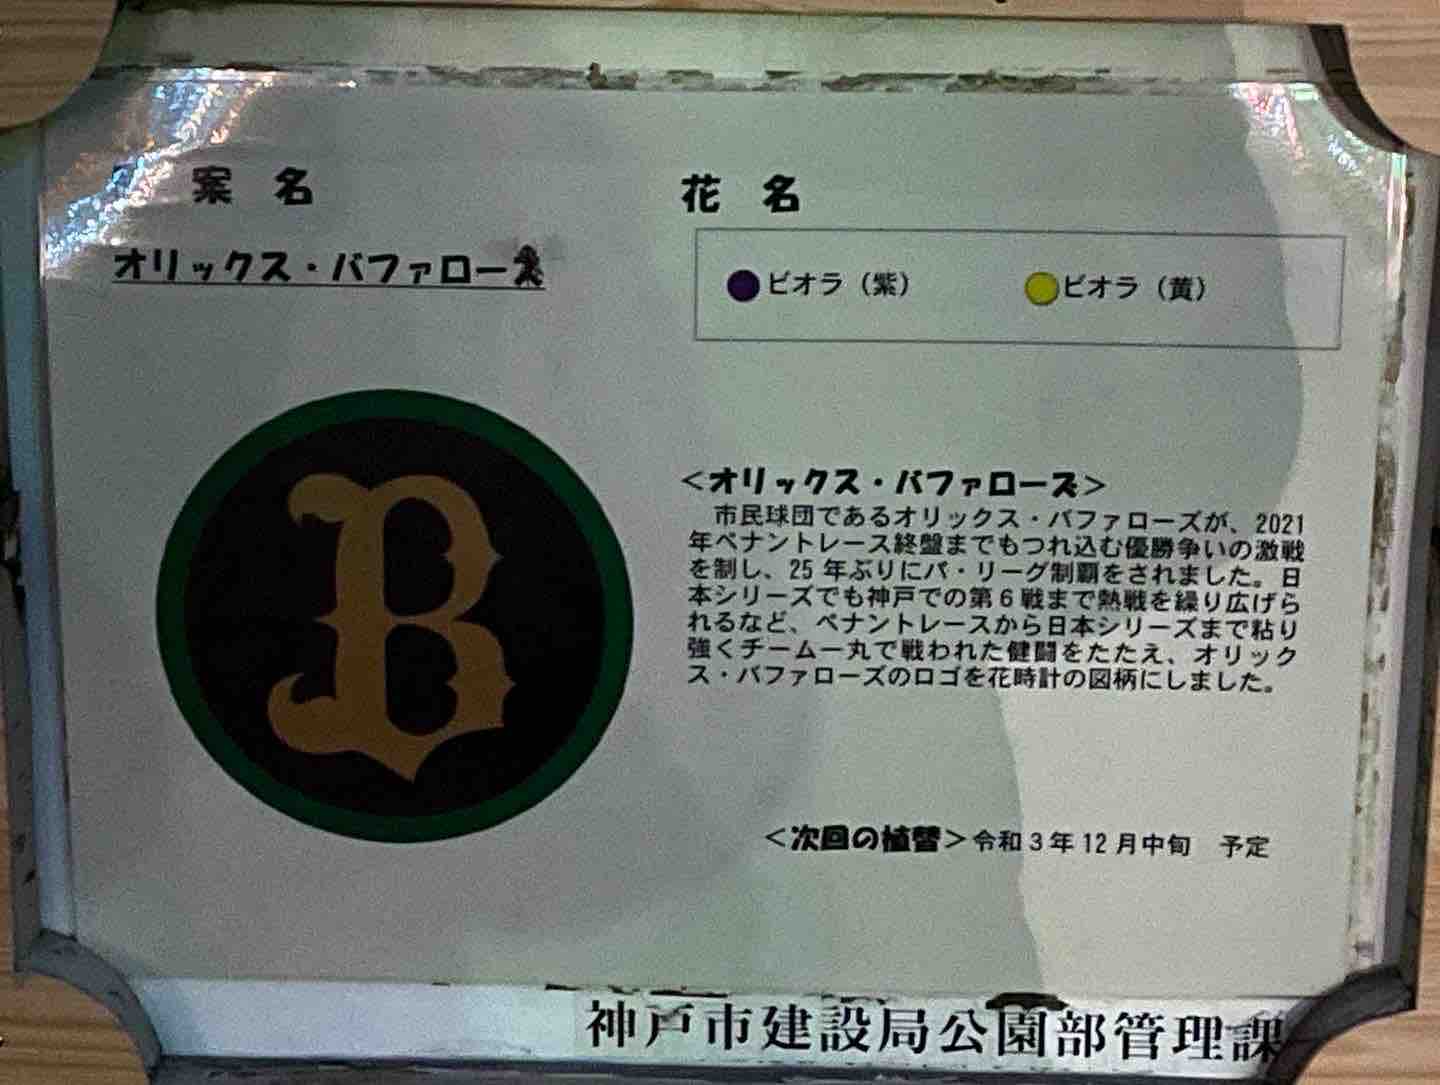 案 名
花 名
オリックス・バファローズ
ビオラ（紫）
ビオラ（黄）
B
＜オリックス・バファローズ＞
市民球団であるオリックス・バファローズが、2021
年ペナントレース終盤までもつれ込む優勝争いの激戦
を制し、25 年ぶりにパ・リーグ制覇をされました。日
本シリーズでも神戸での第６戦まで熱戦を繰り広げら
れるなど、ペナントレースから日本シリーズまで粘り
強くチーム一丸で戦われた健闘をたたえ、オリック
ス・バファローズのロゴを花時計の図柄にしました。
＜次回の植替＞令和３年 12 月中旬　予定
神戸市建設局公園部管理課